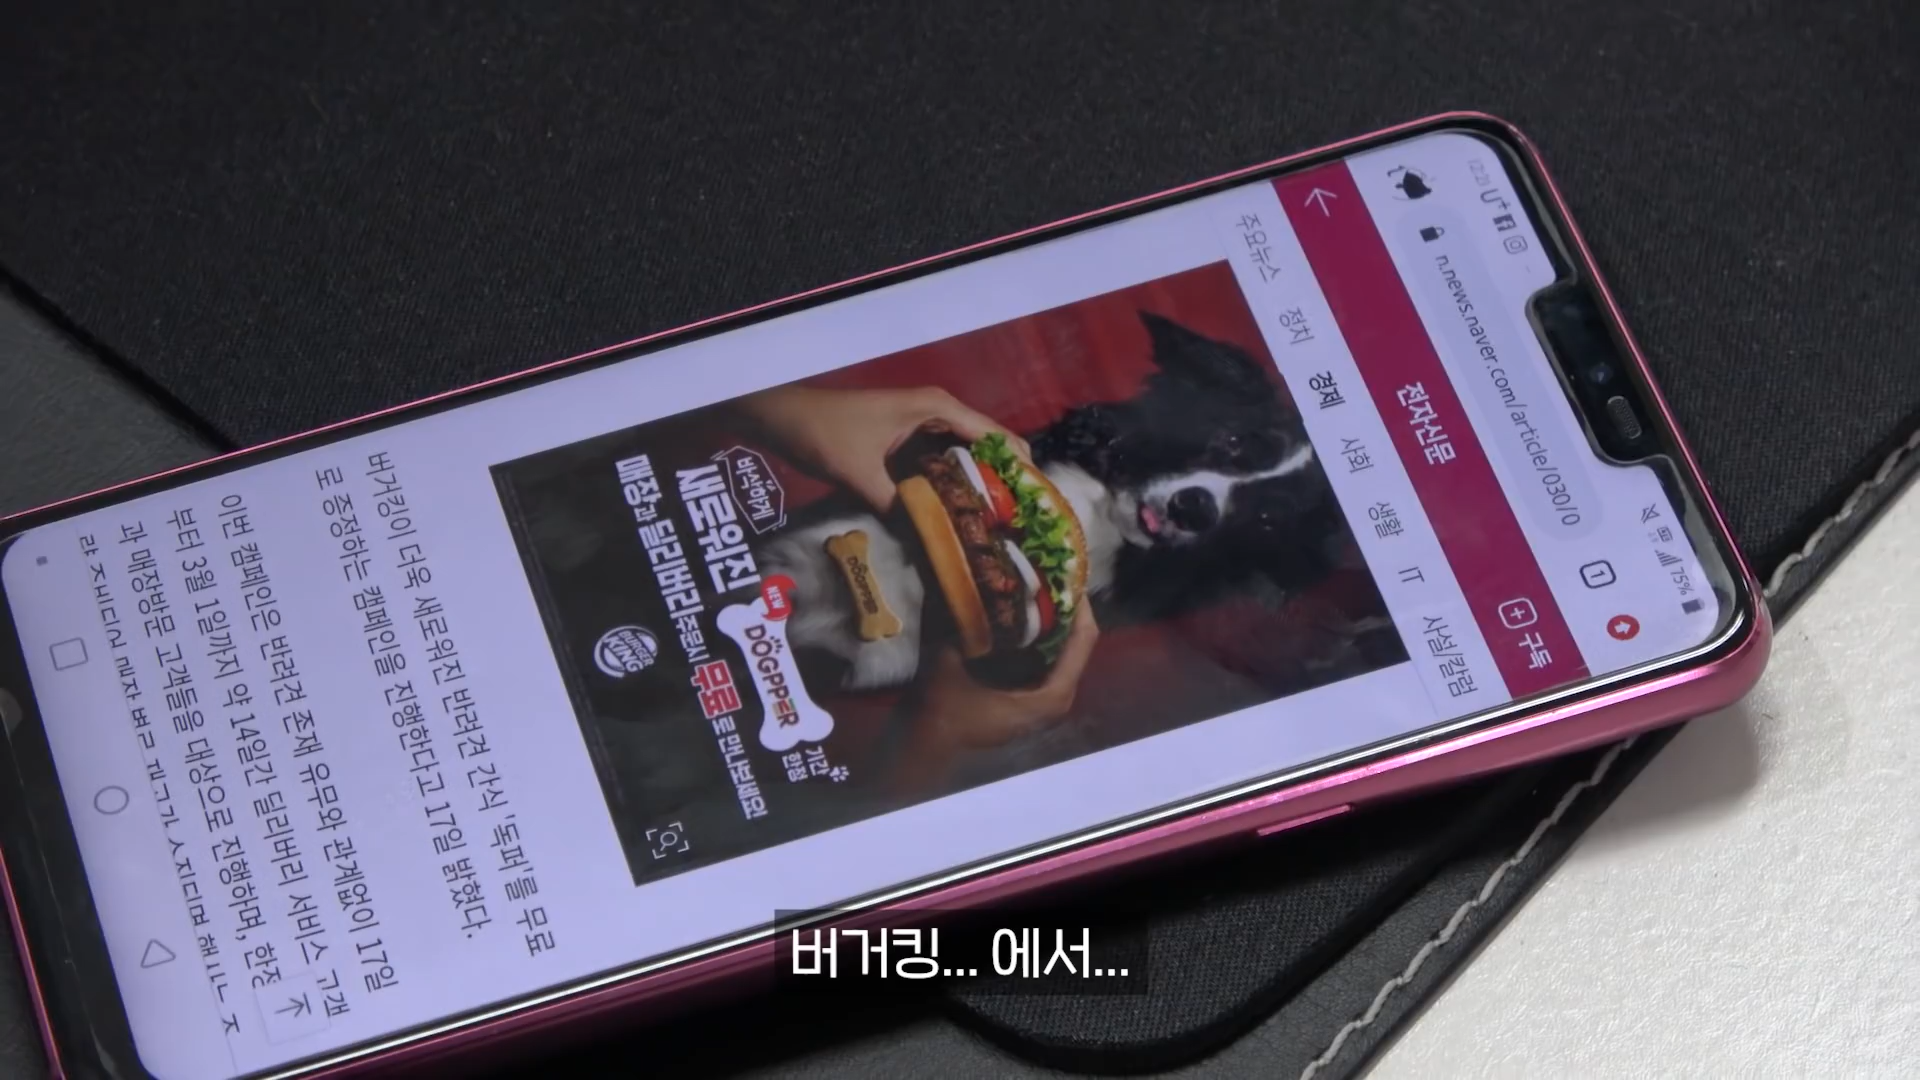 12:21 U+
75%
n.news.naver.com/article/030/0
1
전자신문
구독
주요뉴스 정치 경제 사회 생활 IT 사설/칼럼
DOGPPER
바삭하게
새로워진
NEW
DOGPPER
기간
한정
매장과 딜리버리 주문시 무료로 만나보세요!
BURGER
KING
버거킹이 더욱 새로워진 반려견 간식 '독퍼'를 무료
로 증정하는 캠페인을 진행한다고 17일 밝혔다.
이번 캠페인은 반려견 존재 유무와 관계없이 17일
부터 3월 1일까지 약 14일간 딜리버리 서비스 고객
과 매장방문 고객들을 대상으로 진행하며, 한정
버거킹... 에서...